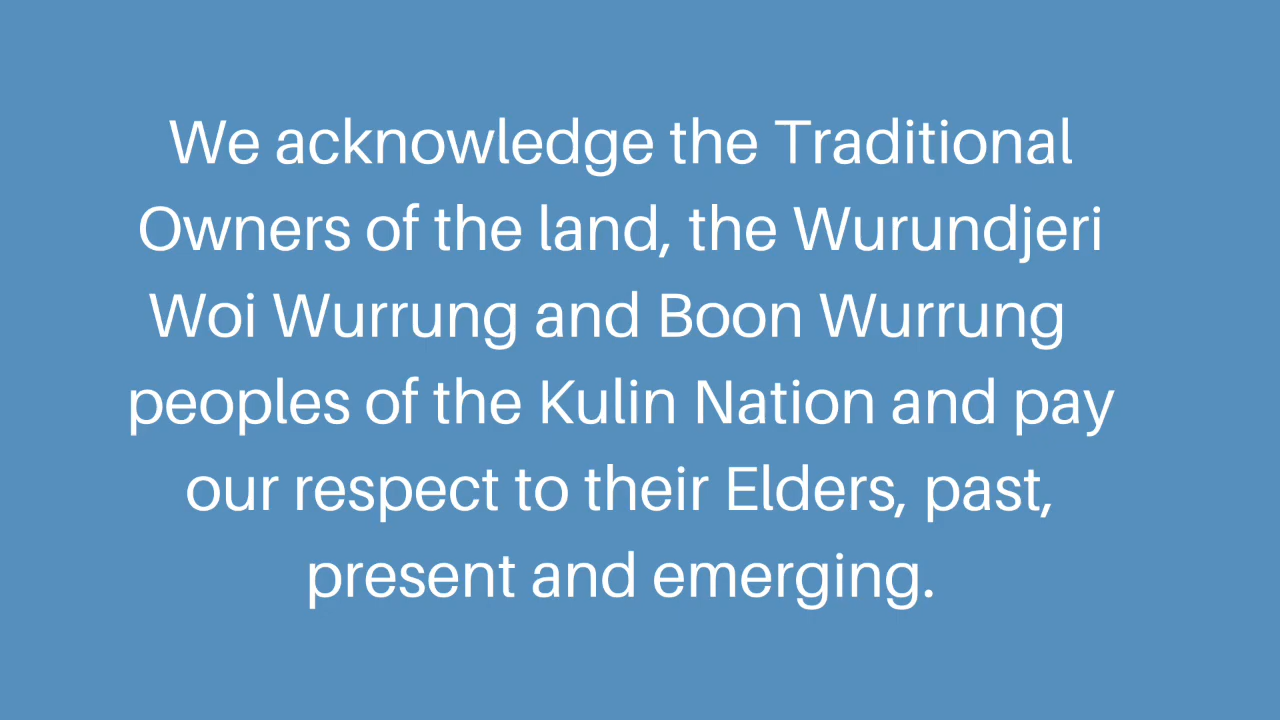 We acknowledge the Traditional
Owners of the land, the Wurundjeri
Woi Wurrung and Boon Wurrung
peoples of the Kulin Nation and pay
our respect to their Elders, past,
present and emerging.